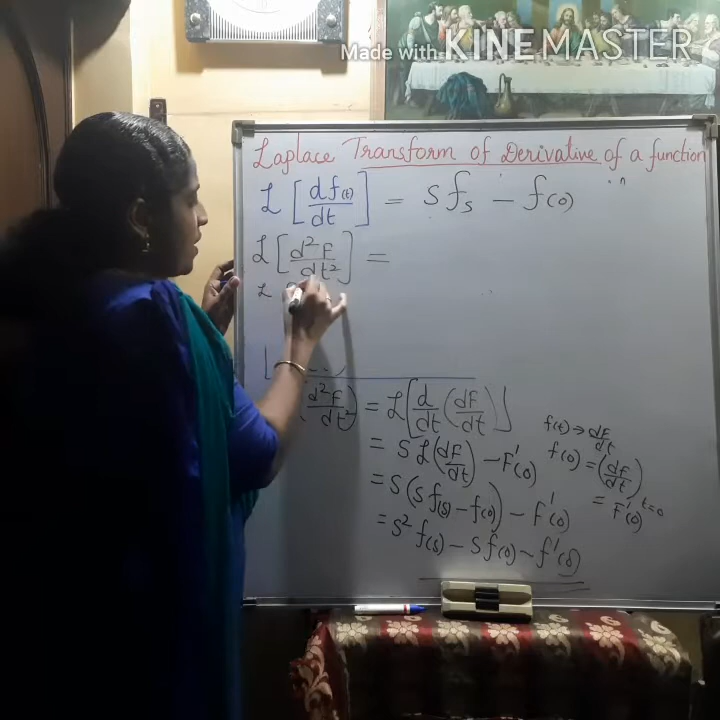 Made with KINEMASTER
Laplace Transform of Derivative of a function
ℒ [ df(t)/dt ] = S f_s - f(0)
ℒ [ d²F/dt² ] =
ℒ
(d²F/dt²) = ℒ [ d/dt (dF/dt) ]
= S ℒ (dF/dt) - F'(0)
= S (S f(s) - f(0)) - F'(0)
= S² f(s) - S f(0) - f'(0)
f(t) → dF/dt
f(0) = (dF/dt) t=0
= F'(0)